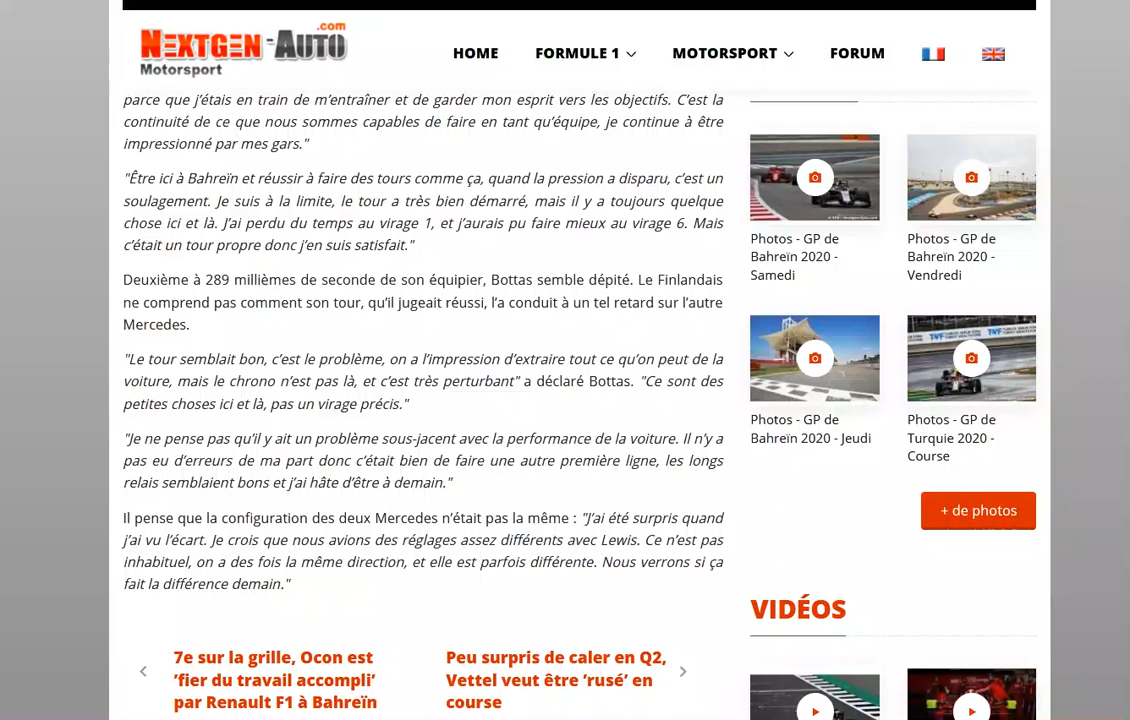 NEXTGEN-AUTO.com
Motorsport
HOME
FORMULE 1
MOTORSPORT
FORUM
parce que j’étais en train de m’entraîner et de garder mon esprit vers les objectifs. C’est la
continuité de ce que nous sommes capables de faire en tant qu’équipe, je continue à être
impressionné par mes gars."
"Être ici à Bahreïn et réussir à faire des tours comme ça, quand la pression a disparu, c’est un
soulagement. Je suis à la limite, le tour a très bien démarré, mais il y a toujours quelque
chose ici et là. J’ai perdu du temps au virage 1, et j’aurais pu faire mieux au virage 6. Mais
c’était un tour propre donc j’en suis satisfait."
Deuxième à 289 millièmes de seconde de son équipier, Bottas semble dépité. Le Finlandais
ne comprend pas comment son tour, qu’il jugeait réussi, l’a conduit à un tel retard sur l’autre
Mercedes.
"Le tour semblait bon, c’est le problème, on a l’impression d’extraire tout ce qu’on peut de la
voiture, mais le chrono n’est pas là, et c’est très perturbant" a déclaré Bottas. "Ce sont des
petites choses ici et là, pas un virage précis."
"Je ne pense pas qu’il y ait un problème sous-jacent avec la performance de la voiture. Il n’y a
pas eu d’erreurs de ma part donc c’était bien de faire une autre première ligne, les longs
relais semblaient bons et j’ai hâte d’être à demain."
Il pense que la configuration des deux Mercedes n’était pas la même : "J’ai été surpris quand
j’ai vu l’écart. Je crois que nous avions des réglages assez différents avec Lewis. Ce n’est pas
inhabituel, on a des fois la même direction, et elle est parfois différente. Nous verrons si ça
fait la différence demain."
7e sur la grille, Ocon est
’fier du travail accompli’
par Renault F1 à Bahreïn
Peu surpris de caler en Q2,
Vettel veut être ’rusé’ en
course
Photos - GP de
Bahreïn 2020 -
Samedi
Photos - GP de
Bahreïn 2020 -
Vendredi
Photos - GP de
Bahreïn 2020 - Jeudi
Photos - GP de
Turquie 2020 -
Course
+ de photos
VIDÉOS